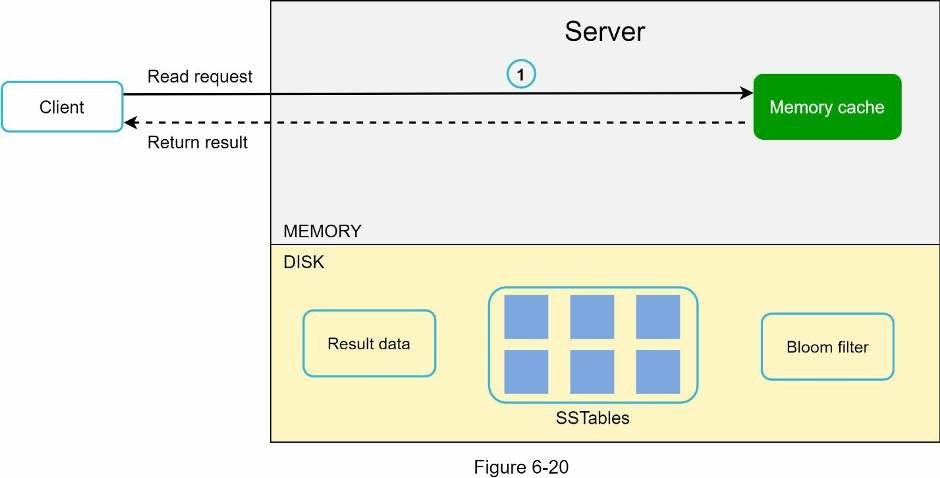 Server
Read request
1
Client
Memory cache
Return result
MEMORY
DISK
Result data
Bloom filter
SSTables
Figure 6-20